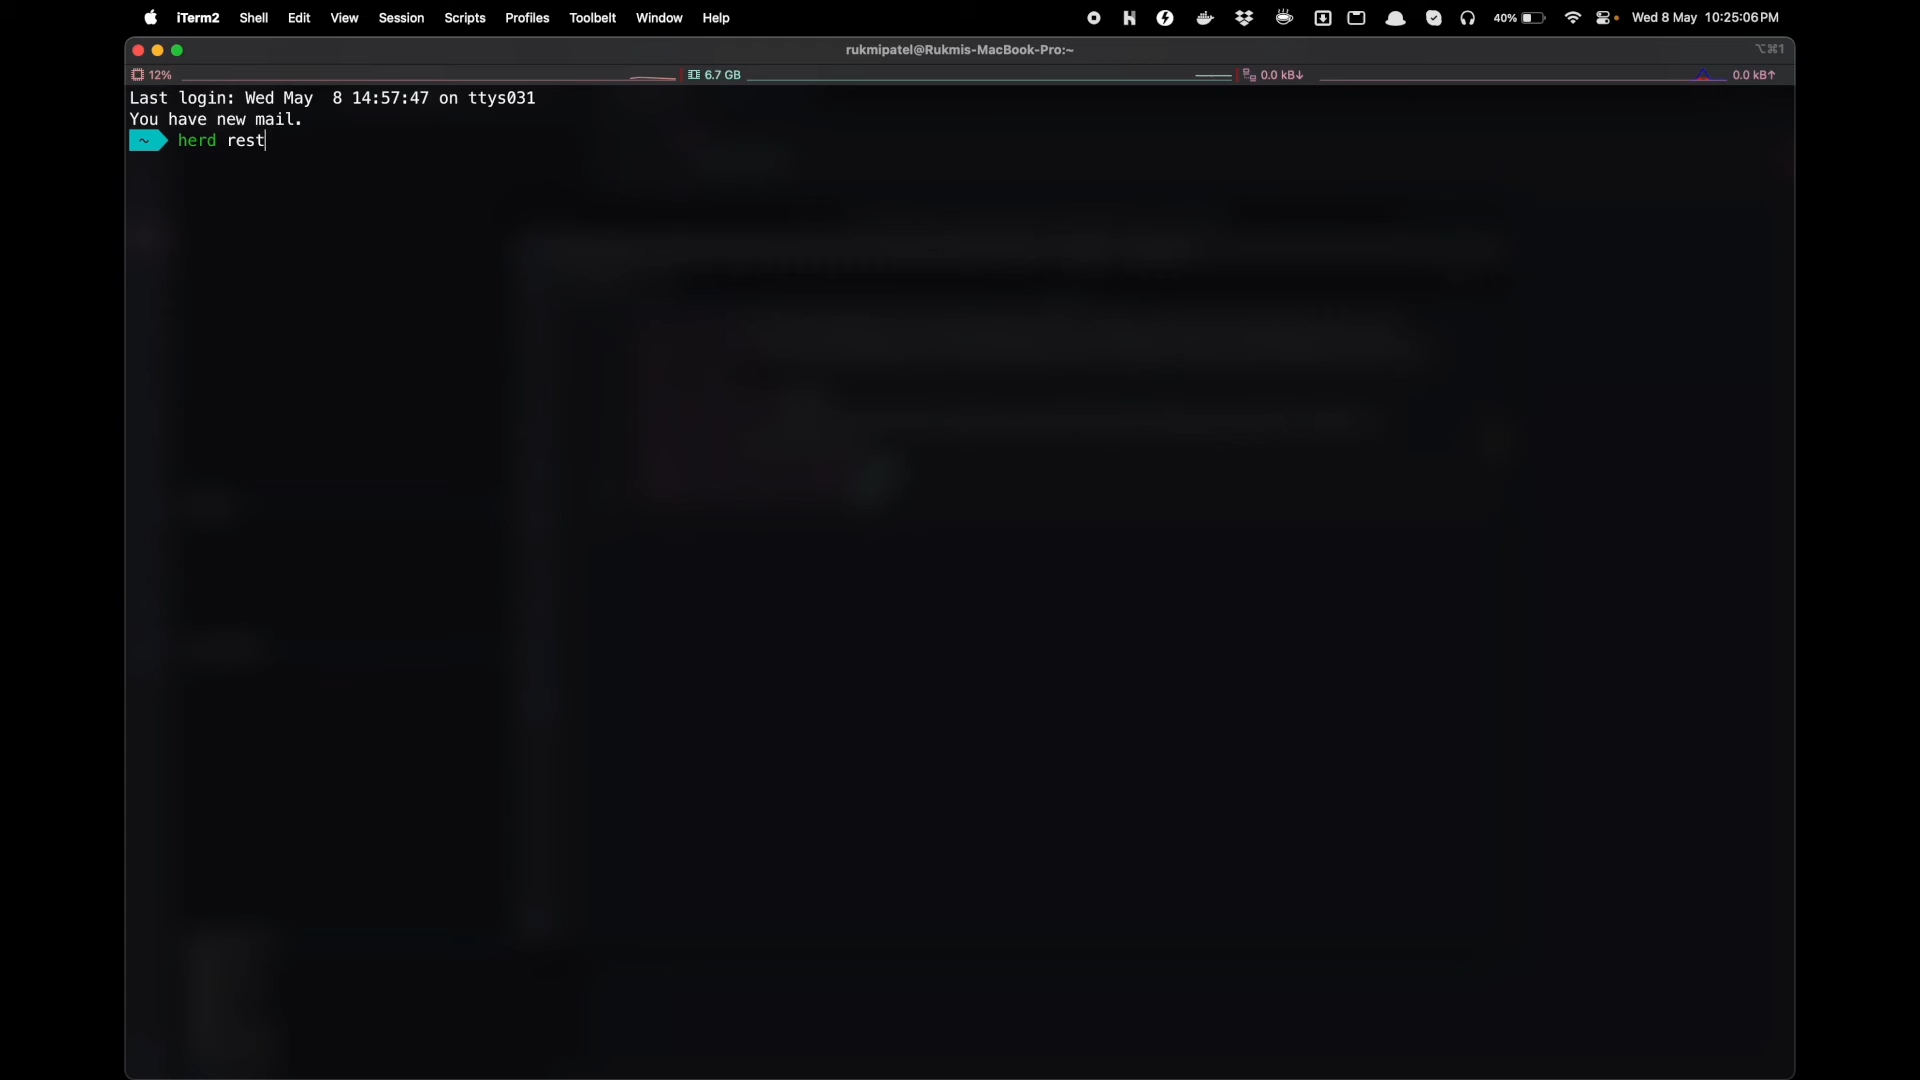 iTerm2 Shell Edit View Session Scripts Profiles Toolbelt Window Help 40% Wed 8 May 10:25:06 PM
rukmipatel@Rukmis-MacBook-Pro:~ ⌥⌘1
12% 6.7 GB 0.0 kB↓ 0.0 kB↑
Last login: Wed May  8 14:57:47 on ttys031
You have new mail.
~ herd rest